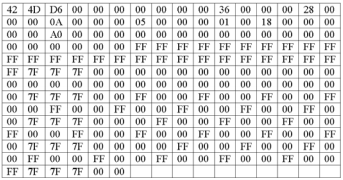 42 4D D6 00 00 00 00 00 00 00 36 00 00 00 28 00
00 00 0A 00 00 00 05 00 00 00 01 00 18 00 00 00
00 00 A0 00 00 00 00 00 00 00 00 00 00 00 00 00
00 00 00 00 00 00 FF FF FF FF FF FF FF FF FF FF
FF FF FF FF FF FF FF FF FF FF FF FF FF FF FF FF
FF 7F 7F 7F 00 00 00 00 00 00 00 00 00 00 00 00
00 00 00 00 00 00 00 00 00 00 00 00 00 00 00 00
00 7F 7F 7F 00 00 FF 00 00 FF 00 00 FF 00 00 FF
00 00 FF 00 00 FF 00 00 FF 00 00 FF 00 00 FF 00
00 7F 7F 7F 00 00 00 FF 00 00 FF 00 00 FF 00 00
FF 00 00 FF 00 00 FF 00 00 FF 00 00 FF 00 00 FF
00 7F 7F 7F 00 00 00 00 FF 00 00 FF 00 00 FF 00
00 FF 00 00 FF 00 00 FF 00 00 FF 00 00 FF 00 00
FF 7F 7F 7F 00 00